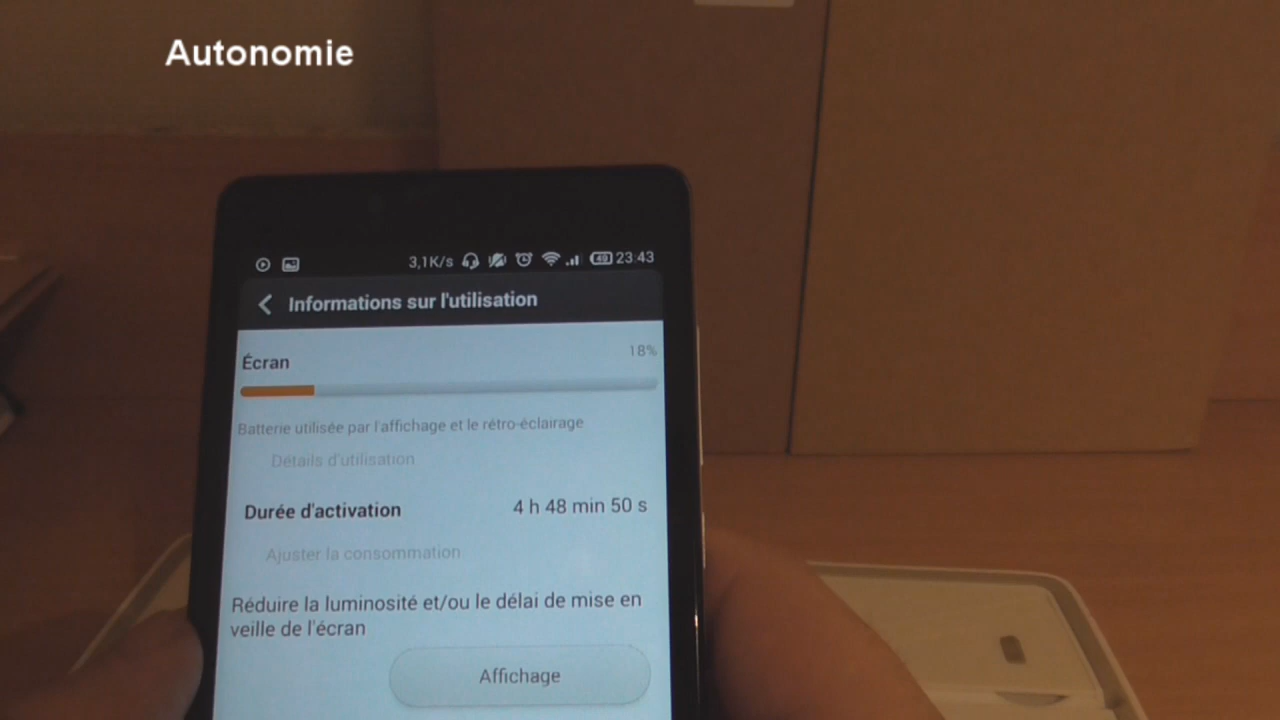 Autonomie
3,1K/s 49 23:43
Informations sur l'utilisation
Écran 18%
Batterie utilisée par l'affichage et le rétro-éclairage
Détails d'utilisation
Durée d'activation 4 h 48 min 50 s
Ajuster la consommation
Réduire la luminosité et/ou le délai de mise en
veille de l'écran
Affichage